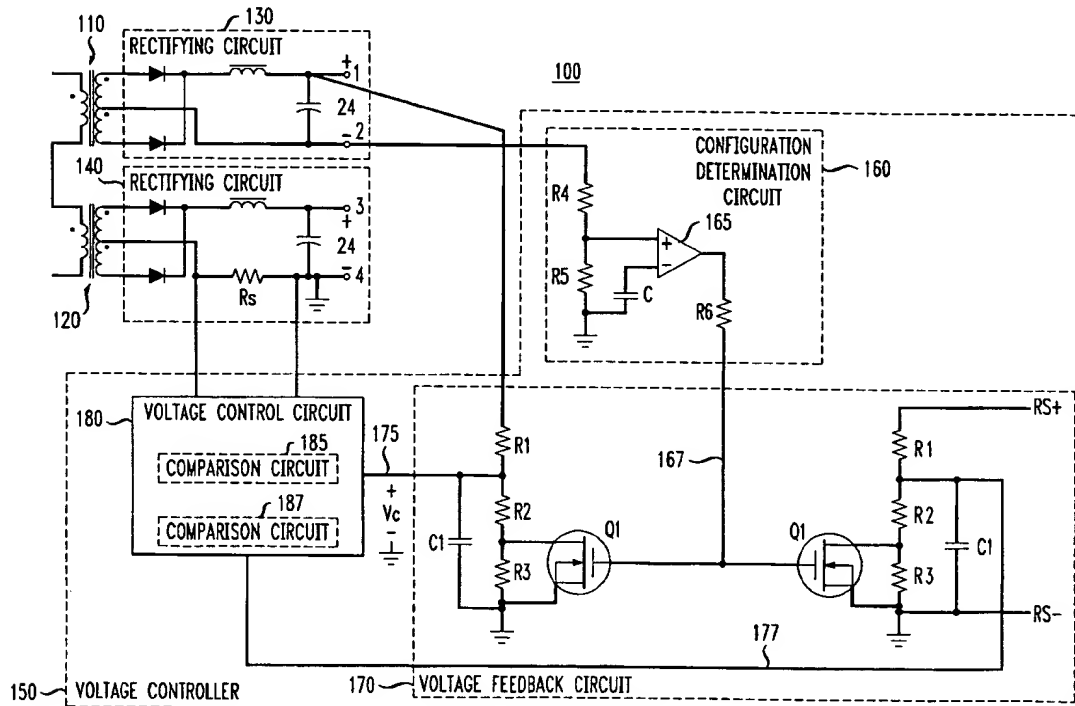 110
130
RECTIFYING CIRCUIT
+
1
24
- 2
100
140
RECTIFYING CIRCUIT
3
+
24
-
4
Rs
120
CONFIGURATION
DETERMINATION
CIRCUIT
160
R4
165
+
-
R5
C
R6
180
VOLTAGE CONTROL CIRCUIT
185
COMPARISON CIRCUIT
187
COMPARISON CIRCUIT
175
+
Vc
-
C1
R1
R2
R3
Q1
167
Q1
R1
R2
R3
C1
RS+
RS-
177
150
VOLTAGE CONTROLLER
170
VOLTAGE FEEDBACK CIRCUIT